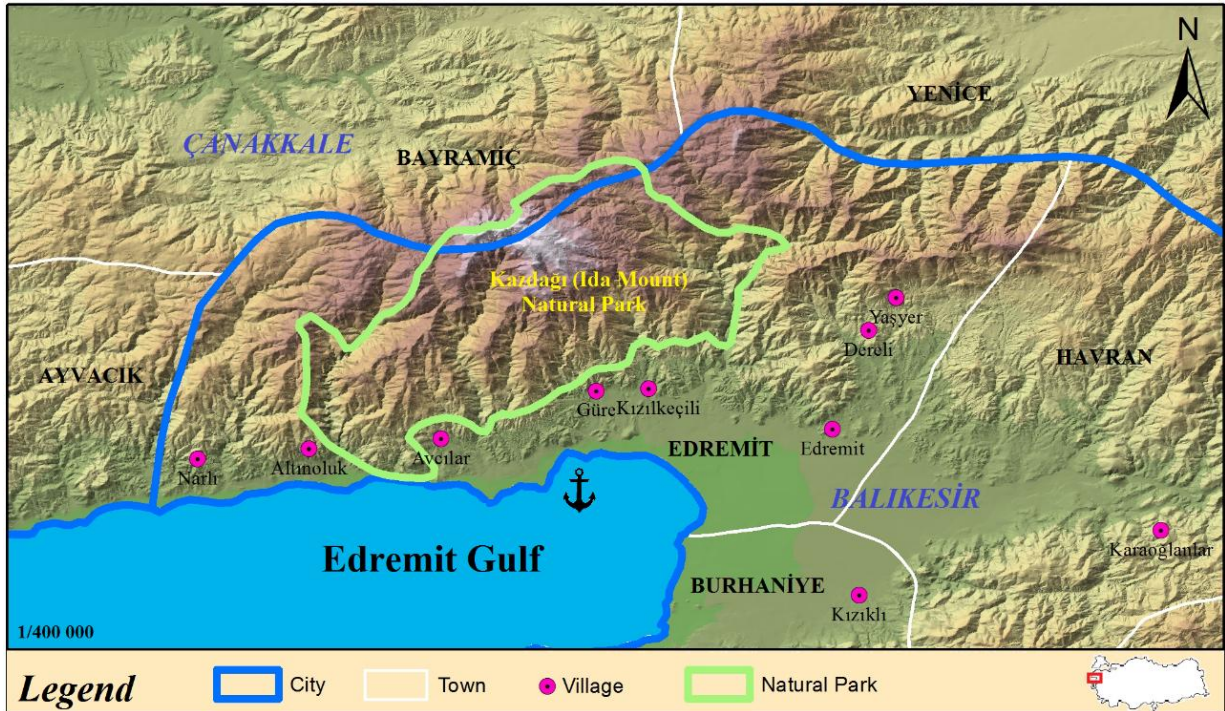 N
YENİCE
ÇANAKKALE
BAYRAMİÇ
Kazdağı (Ida Mount)
Natural Park
Yaşyer
Dereli
HAVRAN
AYVACIK
Güre
Kızılkeçili
Edremit
EDREMİT
Avcılar
Altınoluk
Narlı
BALIKESİR
Karaoğlanlar
Edremit Gulf
BURHANİYE
Kızıklı
1/400 000
Legend
City
Town
Village
Natural Park